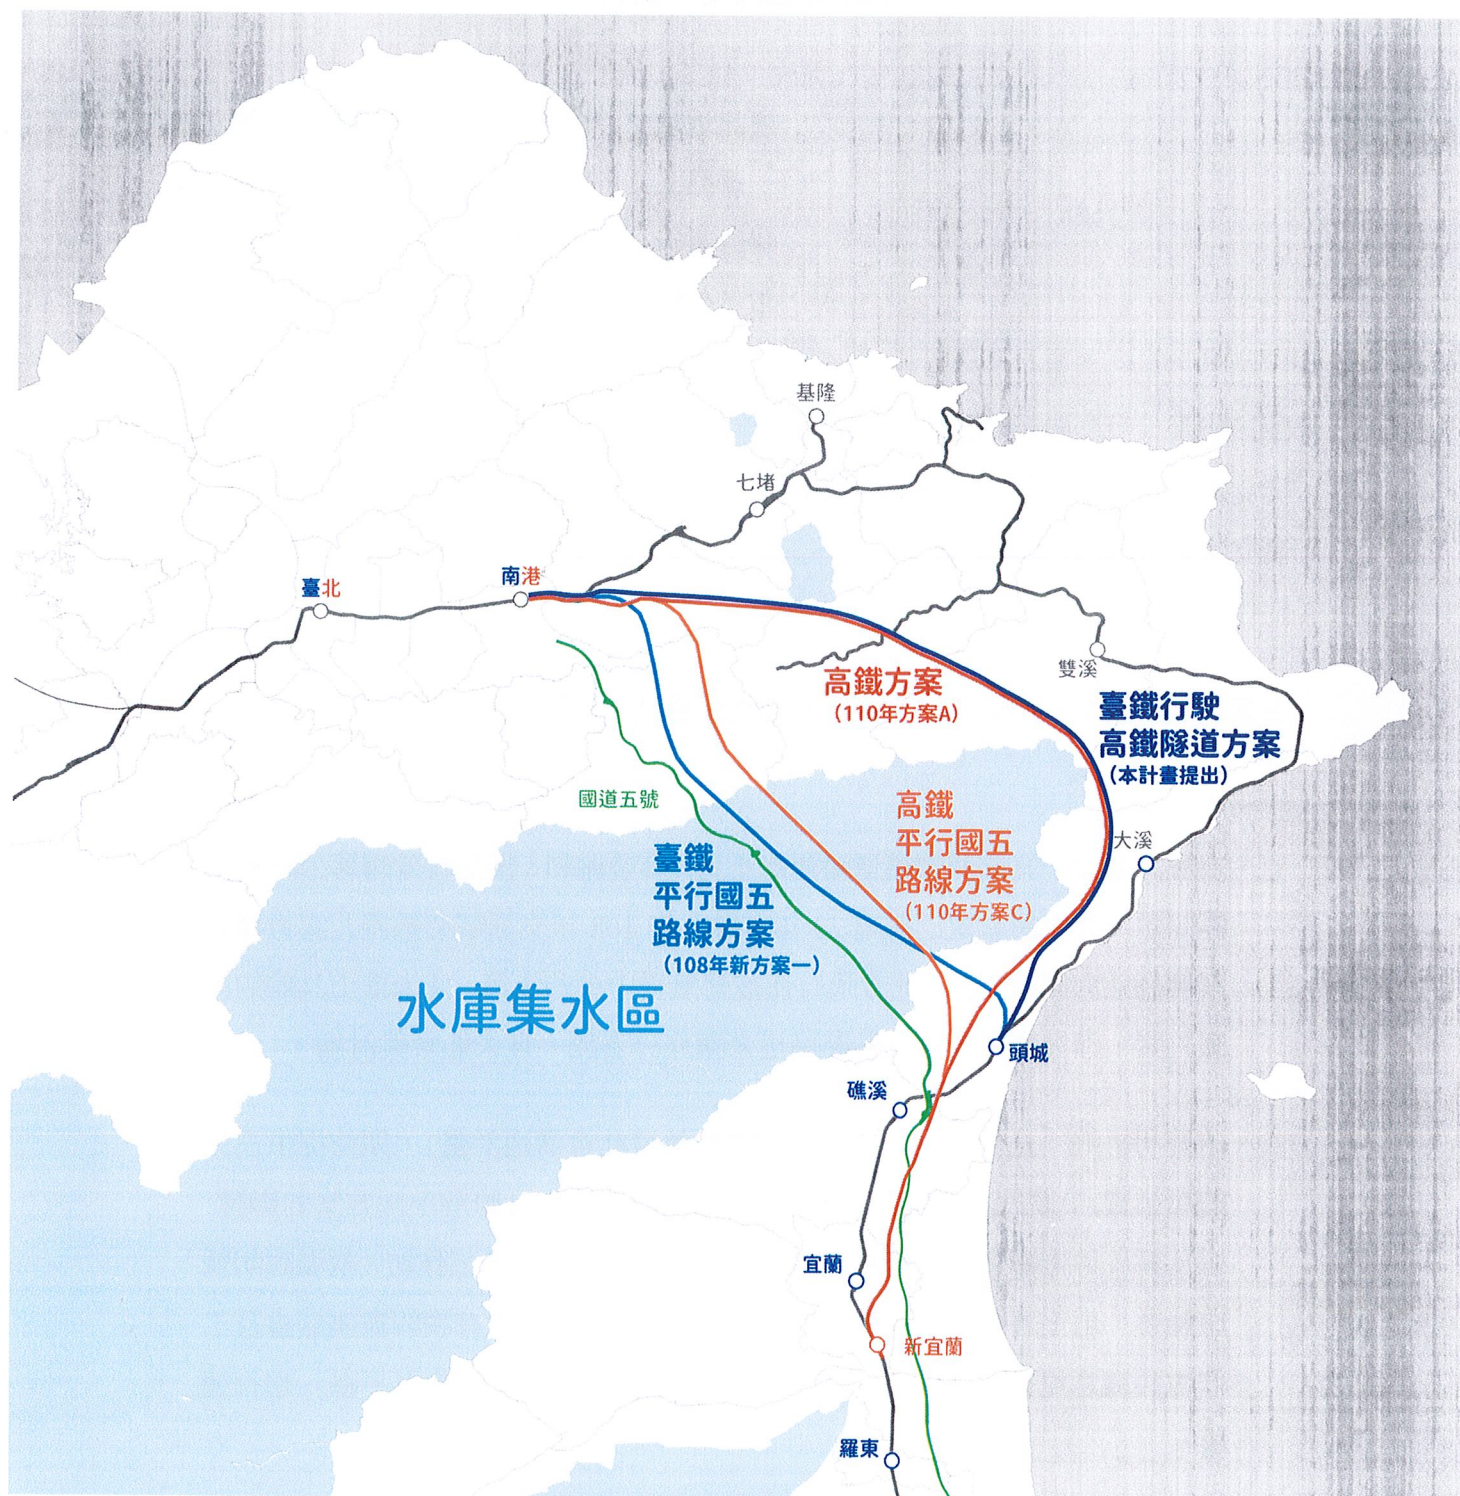 基隆
七堵
南港
臺北
雙溪
高鐵方案
（110年方案A）
臺鐵行駛
高鐵隧道方案
（本計畫提出）
國道五號
高鐵
平行國五
路線方案
（110年方案C）
大溪
臺鐵
平行國五
路線方案
（108年新方案一）
水庫集水區
頭城
礁溪
宜蘭
新宜蘭
羅東